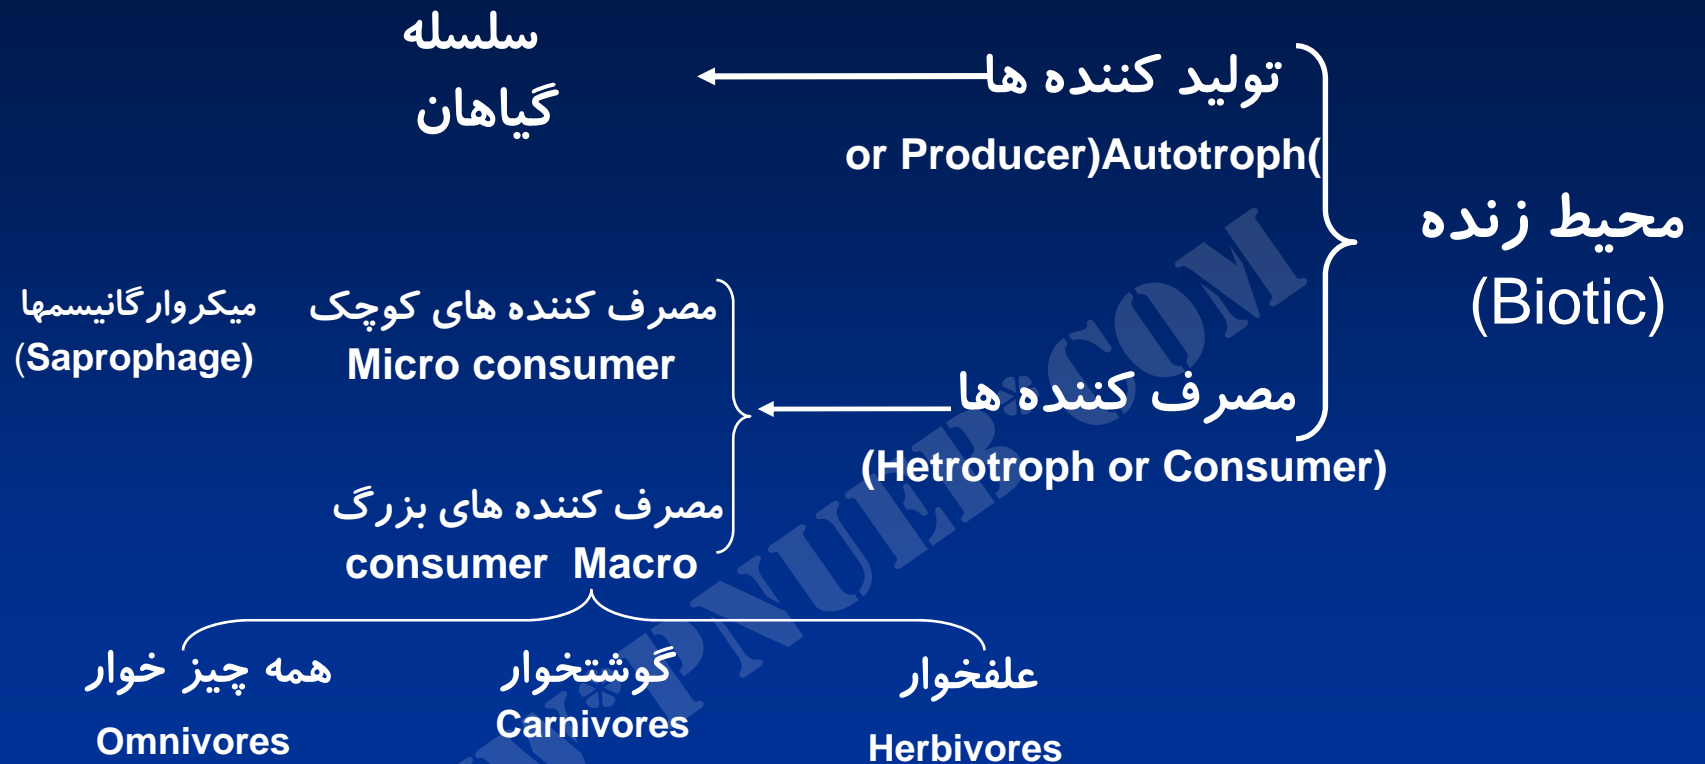 محیط زنده
(Biotic)
تولید کننده ها
or Producer)Autotroph(
سلسله
گیاهان
مصرف کننده ها
(Hetrotroph or Consumer)
مصرف کننده های کوچک
Micro consumer
میکروارگانیسمها
(Saprophage)
مصرف کننده های بزرگ
consumer Macro
علفخوار
Herbivores
گوشتخوار
Carnivores
همه چیز خوار
Omnivores
W*PNUEB*COM